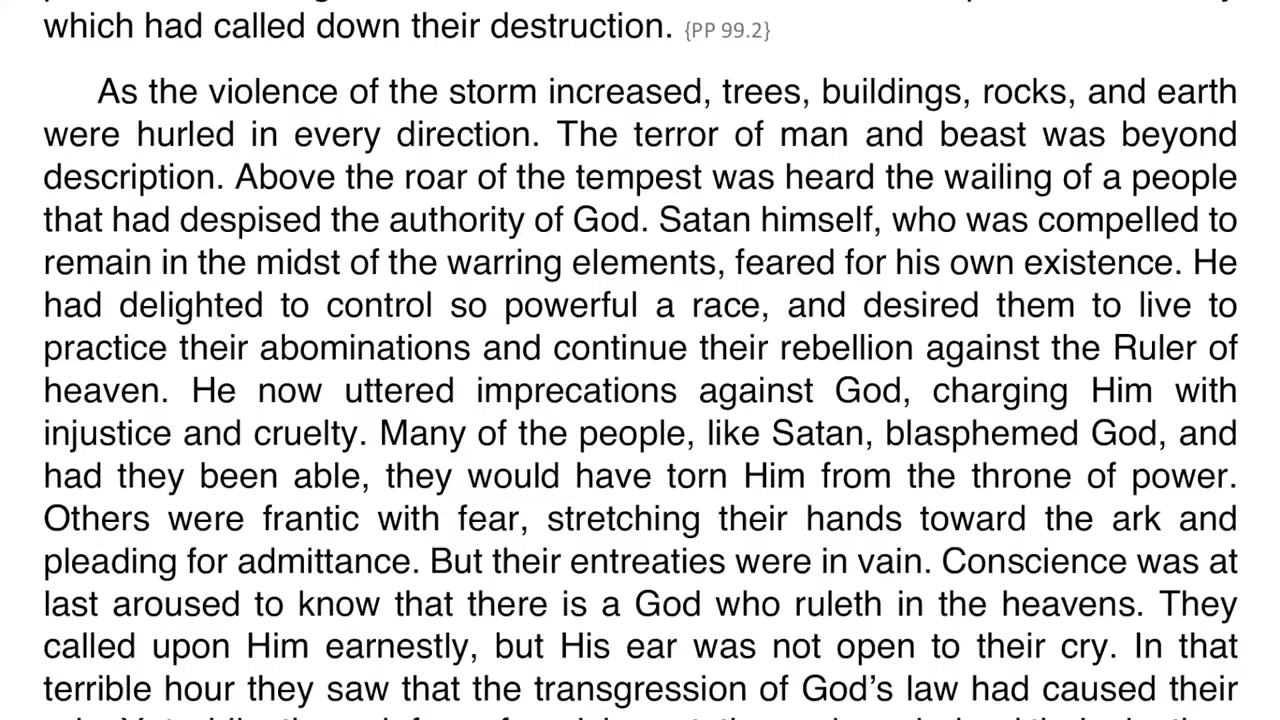 which had called down their destruction. {PP 99.2}
As the violence of the storm increased, trees, buildings, rocks, and earth
were hurled in every direction. The terror of man and beast was beyond
description. Above the roar of the tempest was heard the wailing of a people
that had despised the authority of God. Satan himself, who was compelled to
remain in the midst of the warring elements, feared for his own existence. He
had delighted to control so powerful a race, and desired them to live to
practice their abominations and continue their rebellion against the Ruler of
heaven. He now uttered imprecations against God, charging Him with
injustice and cruelty. Many of the people, like Satan, blasphemed God, and
had they been able, they would have torn Him from the throne of power.
Others were frantic with fear, stretching their hands toward the ark and
pleading for admittance. But their entreaties were in vain. Conscience was at
last aroused to know that there is a God who ruleth in the heavens. They
called upon Him earnestly, but His ear was not open to their cry. In that
terrible hour they saw that the transgression of God’s law had caused their